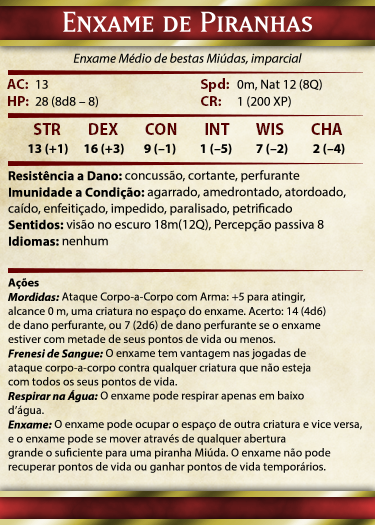 Enxame de Piranhas
Enxame Médio de bestas Miúdas, imparcial
AC: 13 Spd: 0m, Nat 12 (8Q)
HP: 28 (8d8 – 8) CR: 1 (200 XP)
STR DEX CON INT WIS CHA
13 (+1) 16 (+3) 9 (–1) 1 (–5) 7 (–2) 2 (–4)
Resistência a Dano: concussão, cortante, perfurante
Imunidade a Condição: agarrado, amedrontado, atordoado,
caído, enfeitiçado, impedido, paralisado, petrificado
Sentidos: visão no escuro 18m(12Q), Percepção passiva 8
Idiomas: nenhum
Ações
Mordidas: Ataque Corpo-a-Corpo com Arma: +5 para atingir,
alcance 0 m, uma criatura no espaço do enxame. Acerto: 14 (4d6)
de dano perfurante, ou 7 (2d6) de dano perfurante se o enxame
estiver com metade de seus pontos de vida ou menos.
Frenesi de Sangue: O enxame tem vantagem nas jogadas de
ataque corpo-a-corpo contra qualquer criatura que não esteja
com todos os seus pontos de vida.
Respirar na Água: O enxame pode respirar apenas em baixo
d'água.
Enxame: O enxame pode ocupar o espaço de outra criatura e vice versa,
e o enxame pode se mover através de qualquer abertura
grande o suficiente para uma piranha Miúda. O enxame não pode
recuperar pontos de vida ou ganhar pontos de vida temporários.